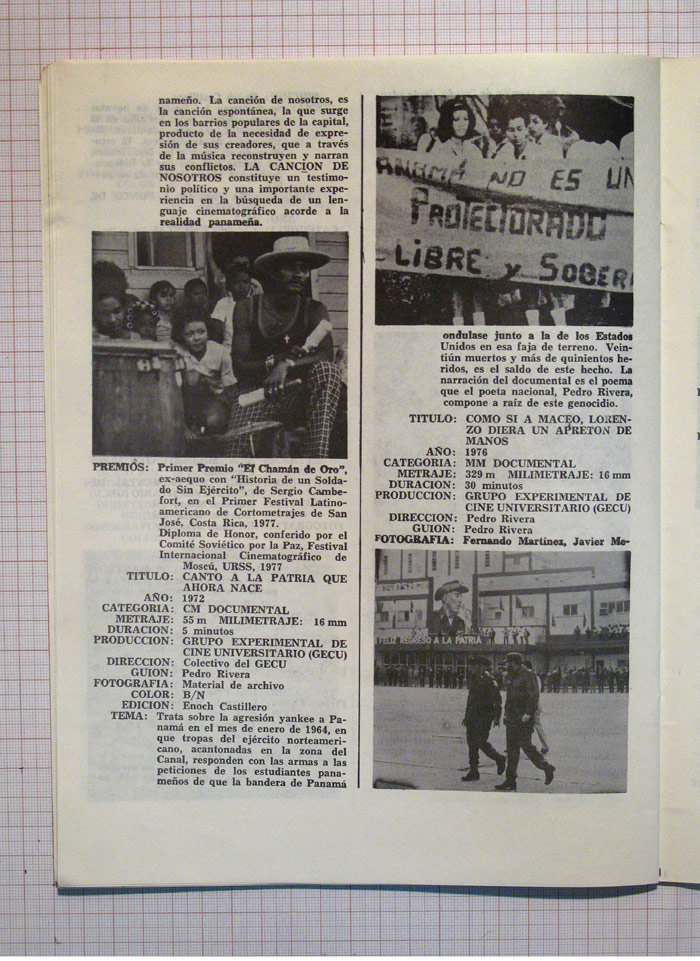 nameño. La canción de nosotros, es
la canción espontánea, la que surge
en los barrios populares de la capital,
producto de la necesidad de expre-
sión de sus creadores, que a través
de la música reconstruyen y narran
sus conflictos. LA CANCION DE
NOSOTROS constituye un testimo-
nio político y una importante expe-
riencia en la búsqueda de un len-
guaje cinematográfico acorde a la
realidad panameña.
PREMIOS: Primer Premio "El Chamán de Oro",
ex-aequo con "Historia de un Solda-
do Sin Ejército", de Sergio Cambe-
fort, en el Primer Festival Latino-
americano de Cortometrajes de San
José, Costa Rica, 1977.
Diploma de Honor, conferido por el
Comité Soviético por la Paz, Festival
Internacional Cinematográfico de
Moscú, URSS, 1977
TITULO: CANTO A LA PATRIA QUE
AHORA NACE
AÑO: 1972
CATEGORIA: CM DOCUMENTAL
METRAJE: 55 m MILIMETRAJE: 16 mm
DURACION: 5 minutos
PRODUCCION: GRUPO EXPERIMENTAL DE
CINE UNIVERSITARIO (GECU)
DIRECCION: Colectivo del GECU
GUION: Pedro Rivera
FOTOGRAFIA: Material de archivo
COLOR: B/N
EDICION: Enoch Castillero
TEMA: Trata sobre la agresión yankee a Pa-
namá en el mes de enero de 1964, en
que tropas del ejército norteameri-
cano, acantonadas en la zona del
Canal, responden con las armas a las
peticiones de los estudiantes pana-
meños de que la bandera de Panamá
ANAMÁ NO ES UN
PROTECTORADO
LIBRE y SOBER
ondulase junto a la de los Estados
Unidos en esa faja de terreno. Vein-
tiún muertos y más de quinientos he-
ridos, es el saldo de este hecho. La
narración del documental es el poema
que el poeta nacional, Pedro Rivera,
compone a raíz de este genocidio.
TITULO: COMO SI A MACEO, LOREN-
ZO DIERA UN APRETON DE
MANOS
AÑO: 1976
CATEGORIA: MM DOCUMENTAL
METRAJE: 329 m MILIMETRAJE: 16 mm
DURACION: 30 minutos
PRODUCCION: GRUPO EXPERIMENTAL DE
CINE UNIVERSITARIO (GECU)
DIRECCION: Pedro Rivera
GUION: Pedro Rivera
FOTOGRAFIA: Fernando Martínez, Javier Me-
FELIZ REGRESO A LA PATRIA